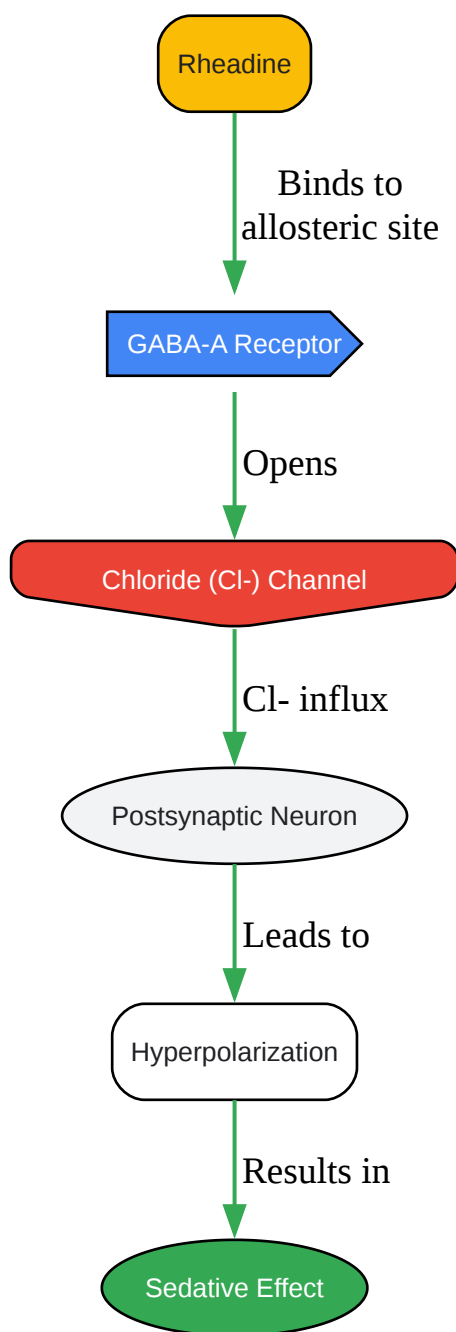 Rheadine
Binds to
allosteric site
GABA-A Receptor
Opens
Chloride (Cl-) Channel
Cl- influx
Postsynaptic Neuron
Leads to
Hyperpolarization
Results in
Sedative Effect